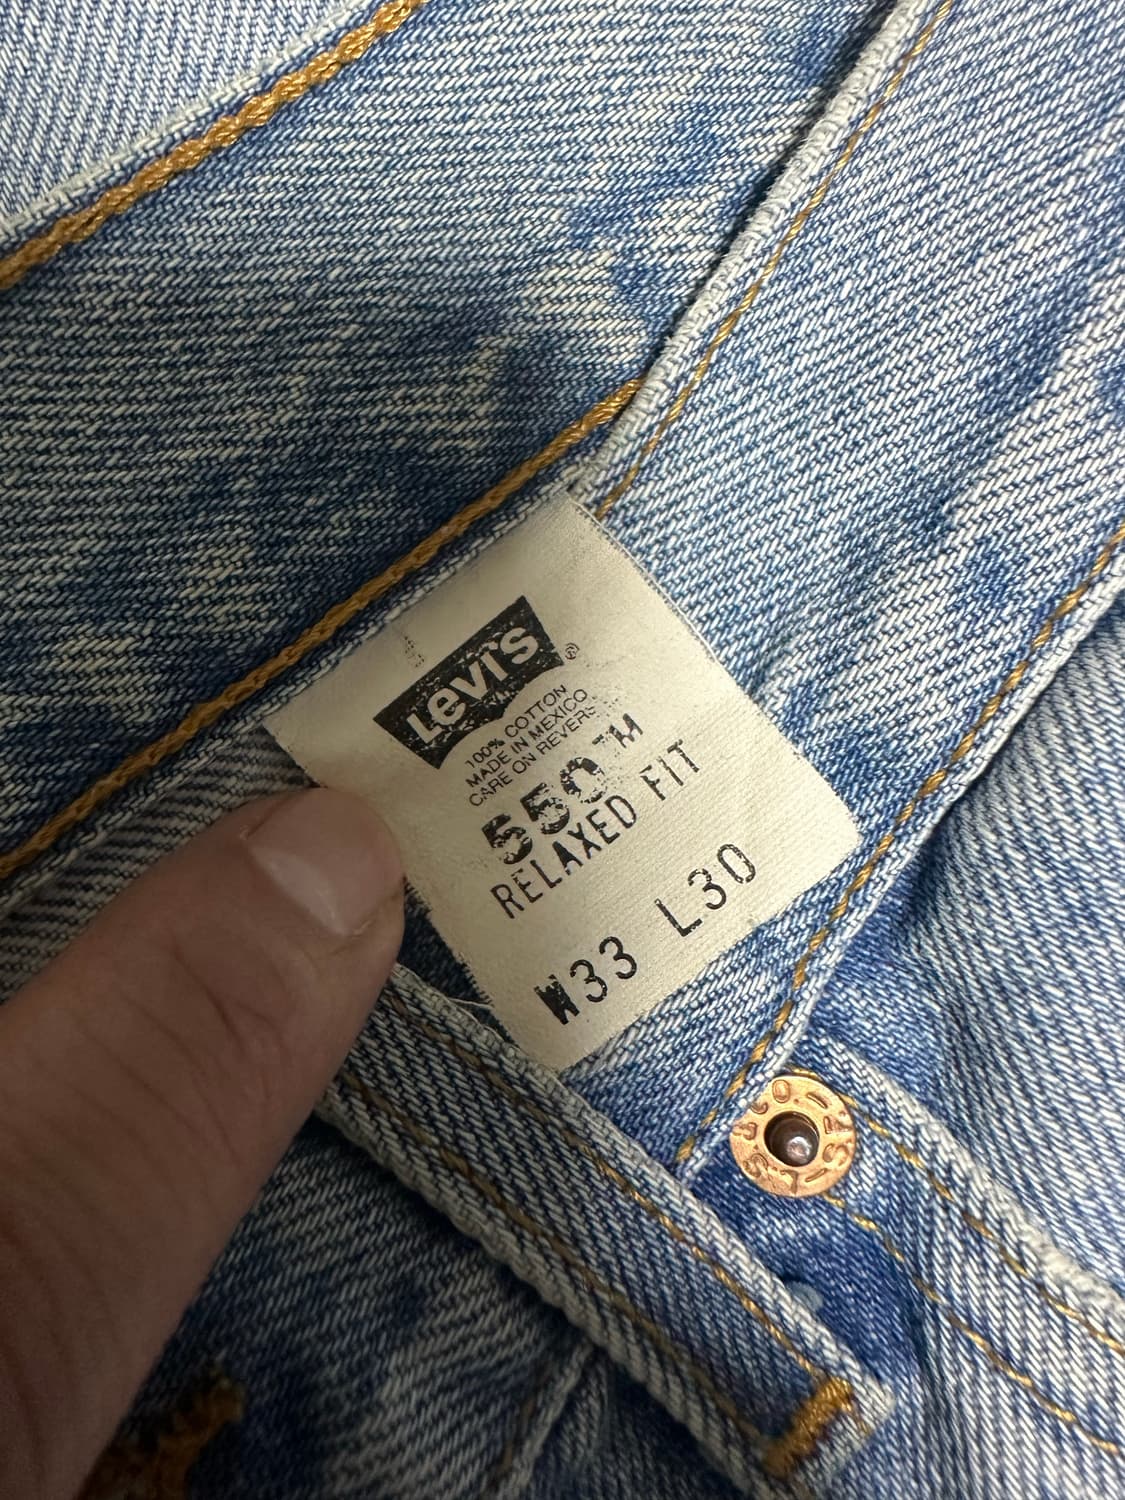 LEVI'S ®
100% COTTON
MADE IN MEXICO
CARE ON REVERSE
550™
RELAXED FIT
W33 L30